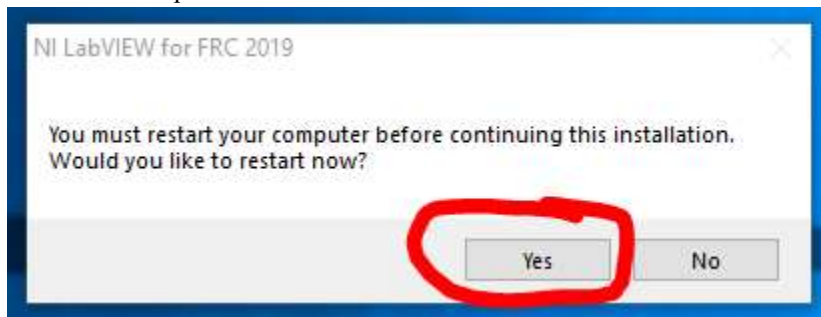 NI LabVIEW for FRC 2019
You must restart your computer before continuing this installation.
Would you like to restart now?
Yes No